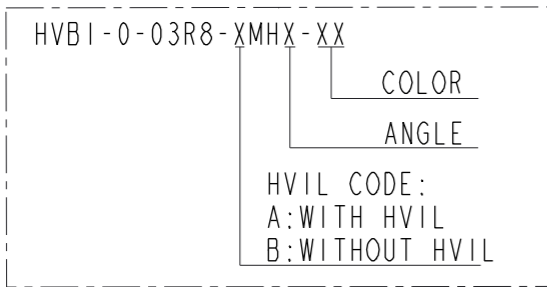 HVBI-0-03R8-XMHX-XX
COLOR
ANGLE
HVIL CODE:
A:WITH HVIL
B:WITHOUT HVIL